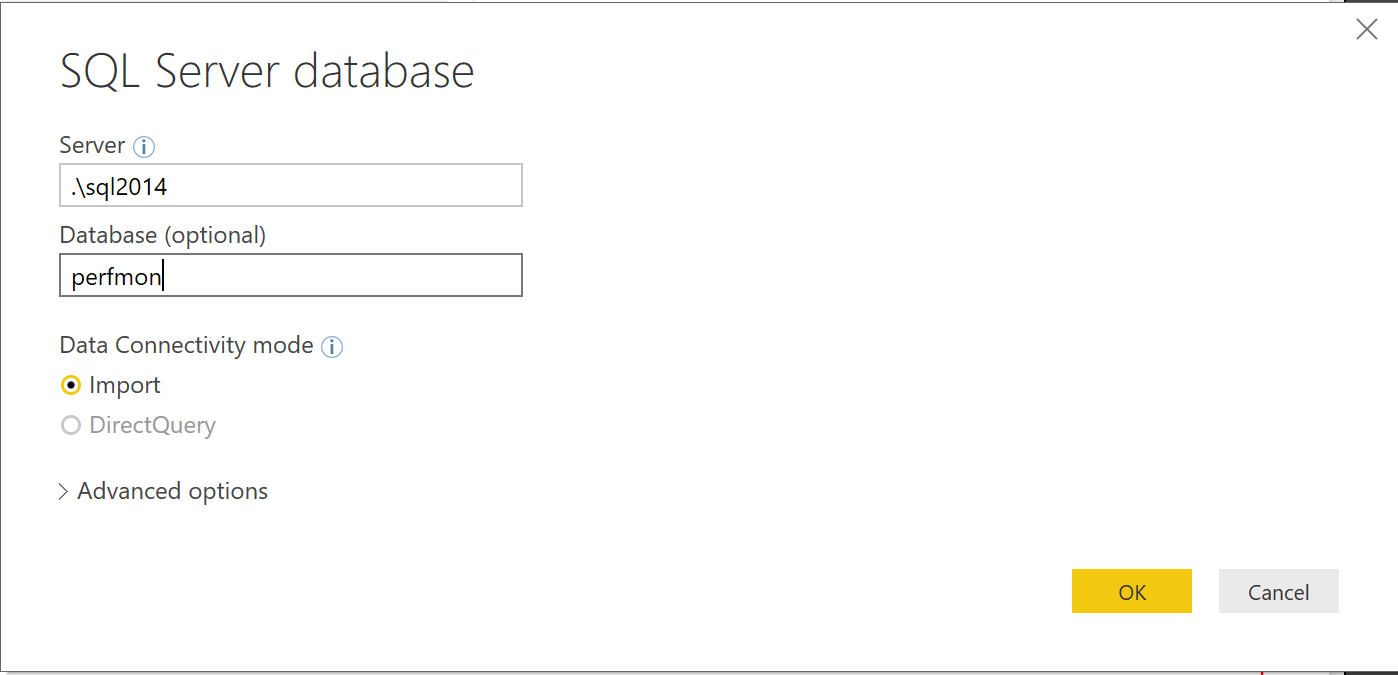 SQL Server database
Server
.\sql2014
Database (optional)
perfmon
Data Connectivity mode
Import
DirectQuery
Advanced options
OK Cancel